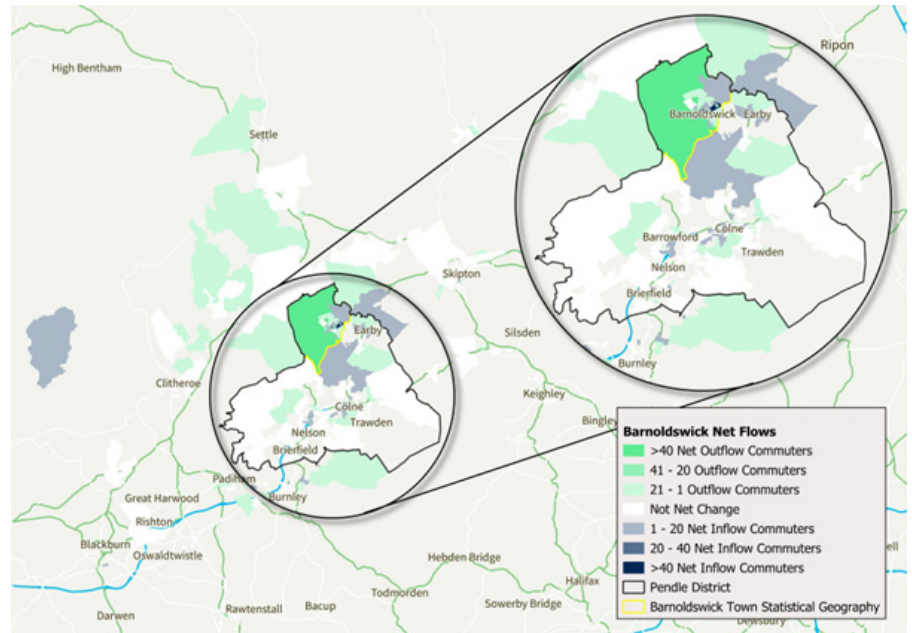 Ripon
High Bentham
Barnoldswick
Earby
Settle
Colne
Barrowford
Trawden
Nelson
Skipton
Brierfield
Earby
Silsden
Burnley
Clitheroe
Keighley
Colne
Bingley
Trawden
Nelson
Brierfield
Padiham
Great Harwood
Burnley
Rishton
Blackburn
Oswaldtwistle
Hebden Bridge
Halifax
Todmorden
Darwen
Rawtenstall
Bacup
Sowerby Bridge
Dewsbury
ell
Barnoldswick Net Flows
>40 Net Outflow Commuters
41 - 20 Outflow Commuters
21 - 1 Outflow Commuters
Not Net Change
1 - 20 Net Inflow Commuters
20 - 40 Net Inflow Commuters
>40 Net Inflow Commuters
Pendle District
Barnoldswick Town Statistical Geography